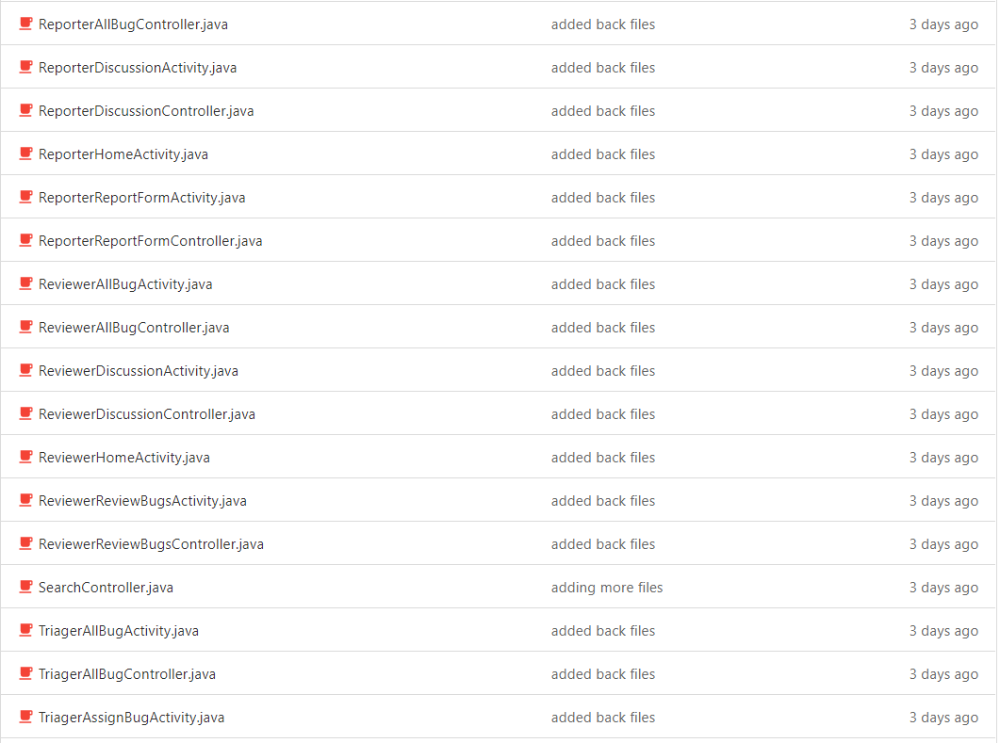 ReporterAllBugController.java added back files 3 days ago
ReporterDiscussionActivity.java added back files 3 days ago
ReporterDiscussionController.java added back files 3 days ago
ReporterHomeActivity.java added back files 3 days ago
ReporterReportFormActivity.java added back files 3 days ago
ReporterReportFormController.java added back files 3 days ago
ReviewerAllBugActivity.java added back files 3 days ago
ReviewerAllBugController.java added back files 3 days ago
ReviewerDiscussionActivity.java added back files 3 days ago
ReviewerDiscussionController.java added back files 3 days ago
ReviewerHomeActivity.java added back files 3 days ago
ReviewerReviewBugsActivity.java added back files 3 days ago
ReviewerReviewBugsController.java added back files 3 days ago
SearchController.java adding more files 3 days ago
TriagerAllBugActivity.java added back files 3 days ago
TriagerAllBugController.java added back files 3 days ago
TriagerAssignBugActivity.java added back files 3 days ago